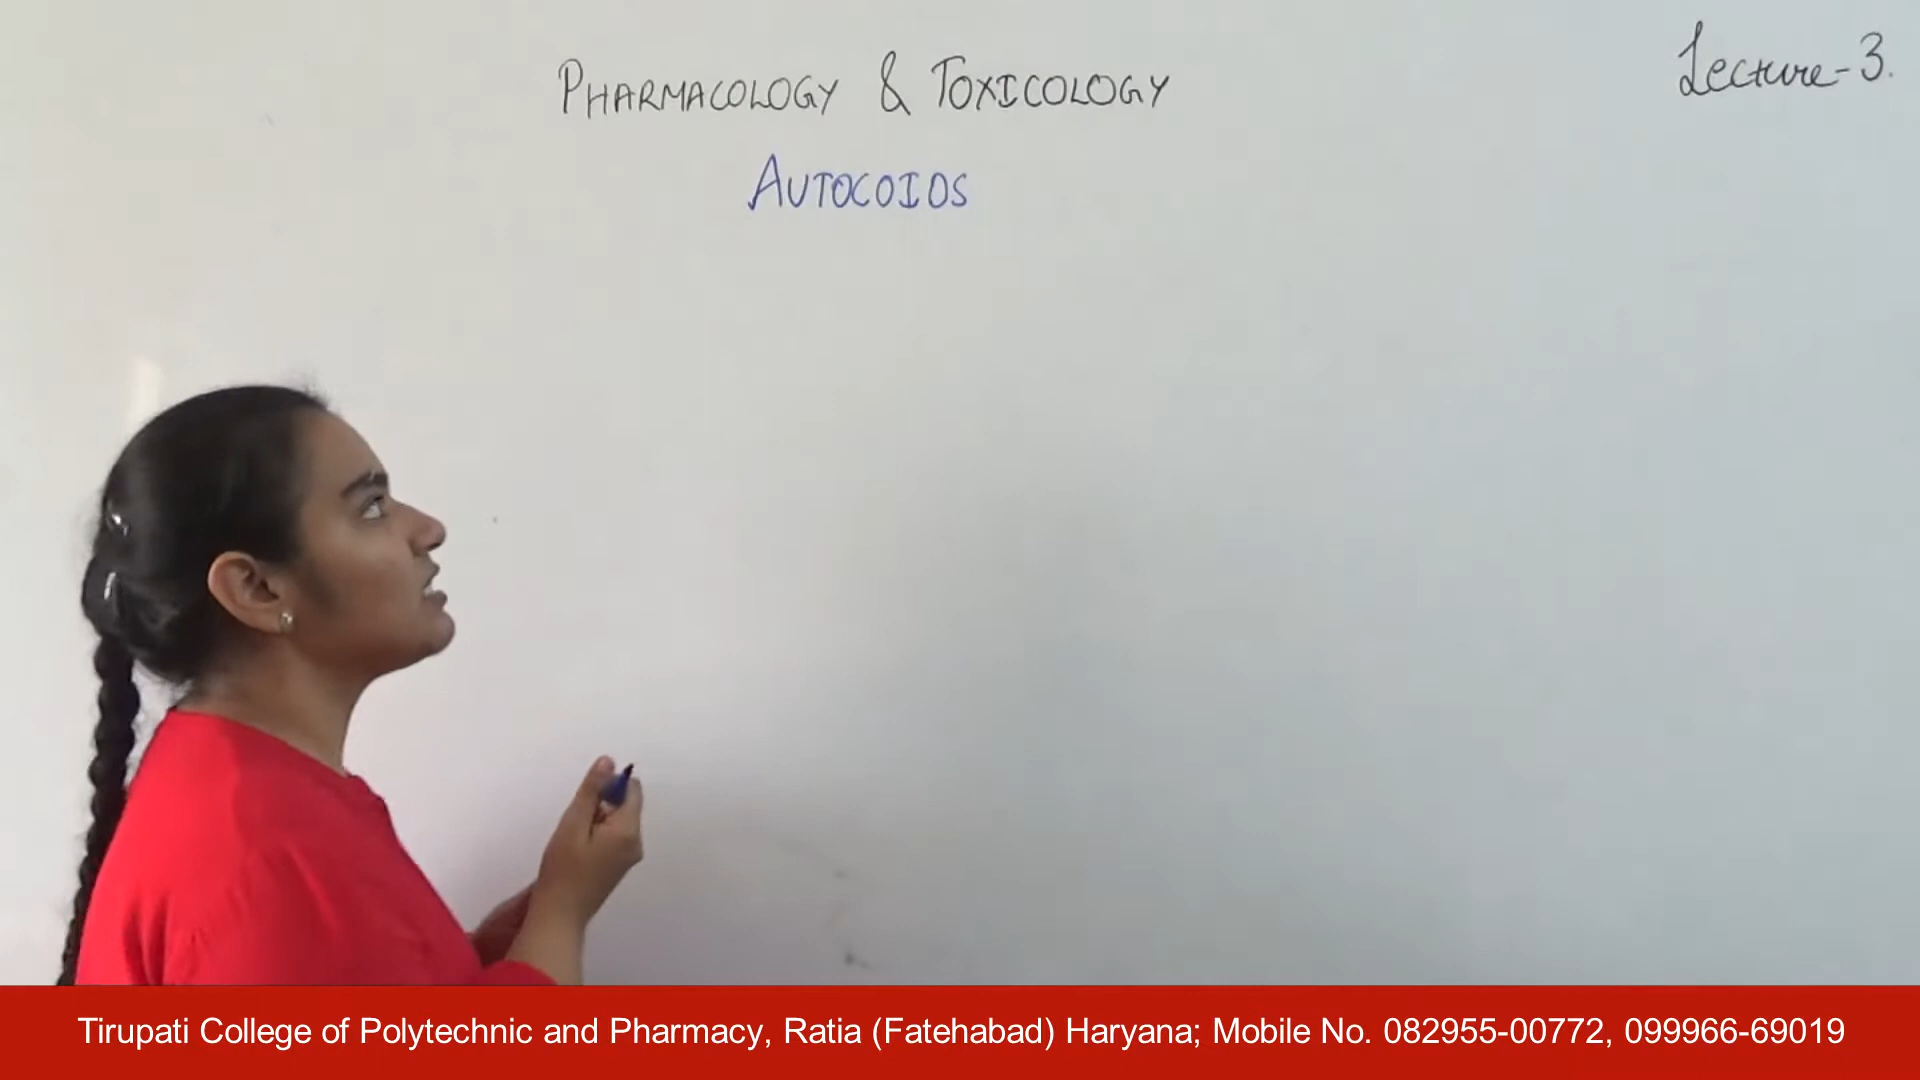 Lecture-3.
PHARMACOLOGY & TOXICOLOGY
AUTOCOIDS
Tirupati College of Polytechnic and Pharmacy, Ratia (Fatehabad) Haryana; Mobile No. 082955-00772, 099966-69019